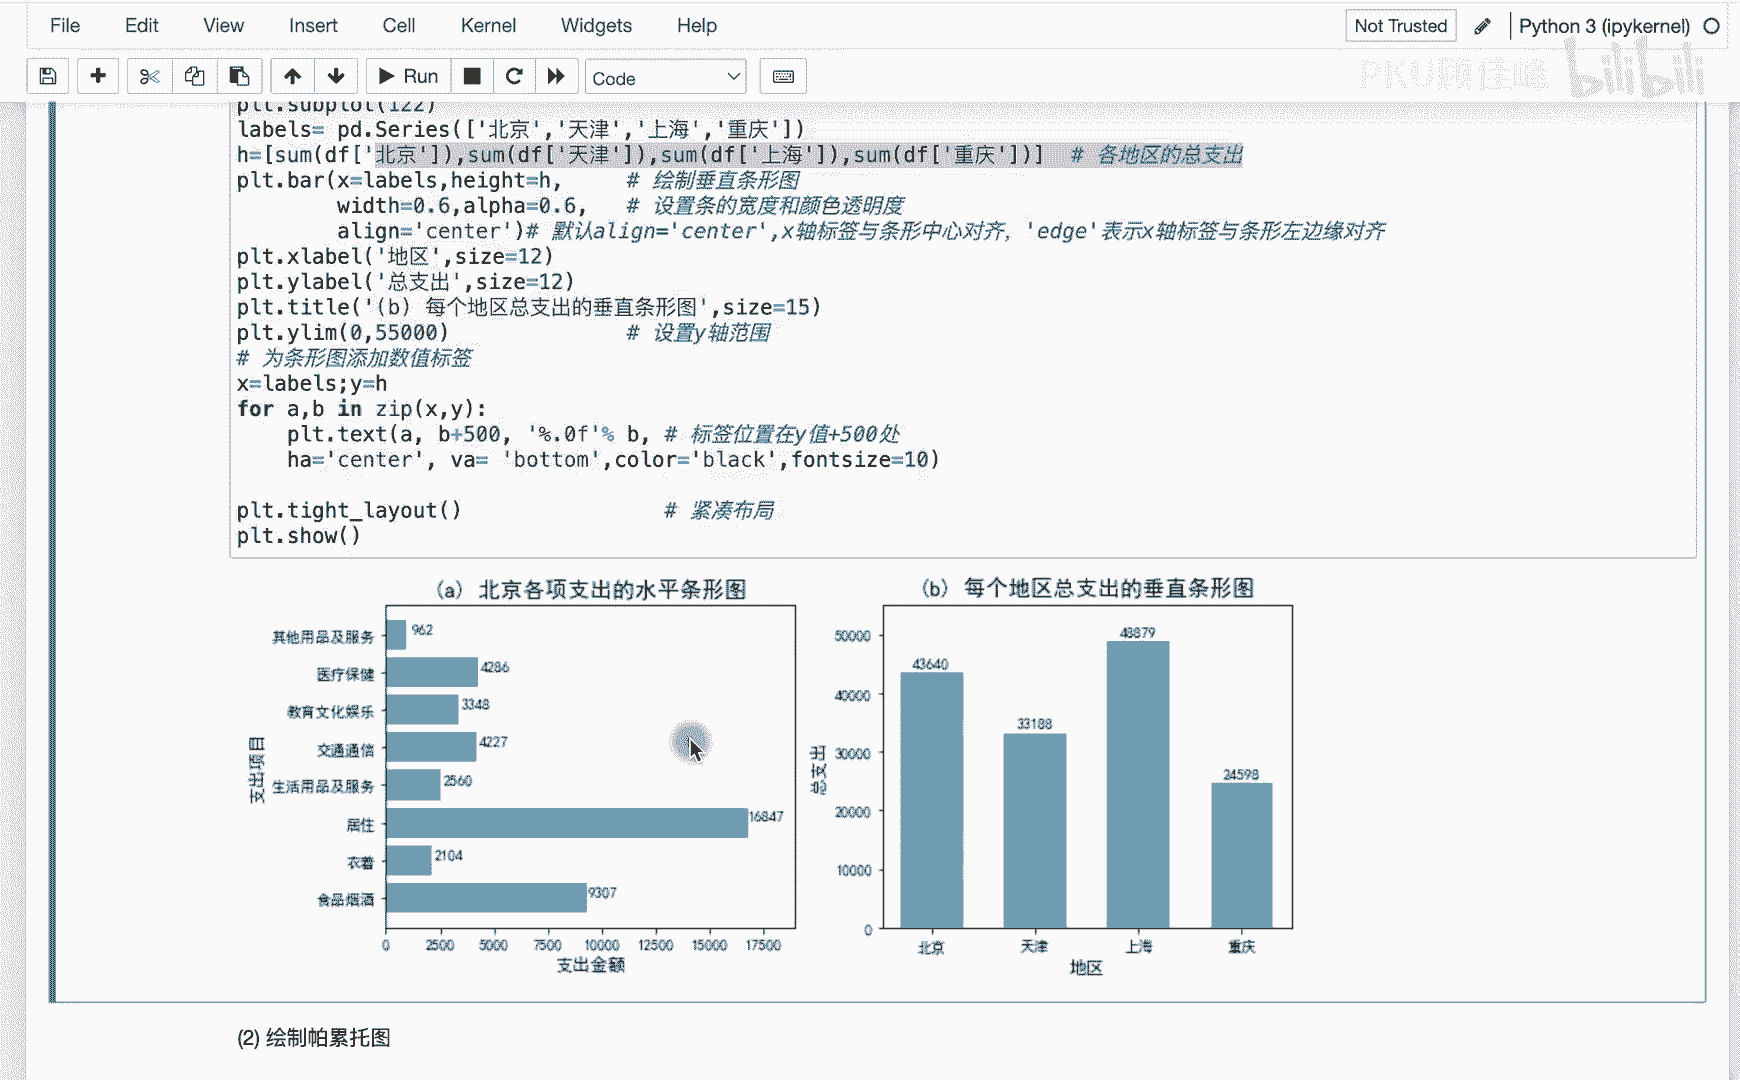 File Edit View Insert Cell Kernel Widgets Help Not Trusted Python 3 (ipykernel)
Run Code PKU顾佳峰 bilibili
plt.subplot(122)
labels= pd.Series(['北京','天津','上海','重庆'])
h=[sum(df['北京']),sum(df['天津']),sum(df['上海']),sum(df['重庆'])] # 各地区的总支出
plt.bar(x=labels,height=h, # 绘制垂直条形图
width=0.6,alpha=0.6, # 设置条的宽度和颜色透明度
align='center')# 默认align='center',x轴标签与条形中心对齐，'edge'表示x轴标签与条形左边缘对齐
plt.xlabel('地区',size=12)
plt.ylabel('总支出',size=12)
plt.title('(b) 每个地区总支出的垂直条形图',size=15)
plt.ylim(0,55000) # 设置y轴范围
# 为条形图添加数值标签
x=labels;y=h
for a,b in zip(x,y):
plt.text(a, b+500, '%.0f'% b, # 标签位置在y值+500处
ha='center', va= 'bottom',color='black',fontsize=10)
plt.tight_layout() # 紧凑布局
plt.show()
(a) 北京各项支出的水平条形图
支出项目
其他用品及服务 962
医疗保健 4286
教育文化娱乐 3348
交通通信 4227
生活用品及服务 2560
居住 16847
衣着 2104
食品烟酒 9307
0 2500 5000 7500 10000 12500 15000 17500
支出金额
(b) 每个地区总支出的垂直条形图
总支出
50000
40000
30000
20000
10000
0
43640 33188 48879 24598
北京 天津 上海 重庆
地区
(2) 绘制帕累托图